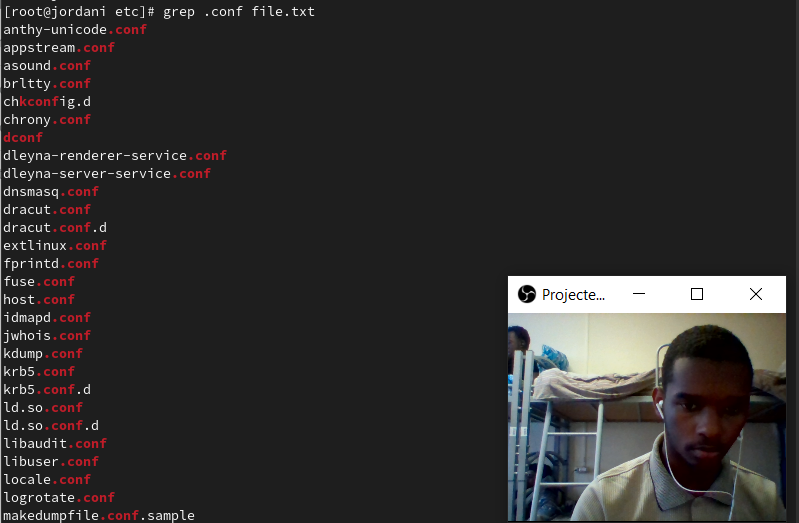 [root@jordani etc]# grep .conf file.txt
anthy-unicode.conf
appstream.conf
asound.conf
brltty.conf
chkconfig.d
chrony.conf
dconf
dleyna-renderer-service.conf
dleyna-server-service.conf
dnsmasq.conf
dracut.conf
dracut.conf.d
extlinux.conf
fprintd.conf
fuse.conf
host.conf
idmapd.conf
jwhois.conf
kdump.conf
krb5.conf
krb5.conf.d
ld.so.conf
ld.so.conf.d
libaudit.conf
libuser.conf
locale.conf
logrotate.conf
makedumpfile.conf.sample
Projecte...